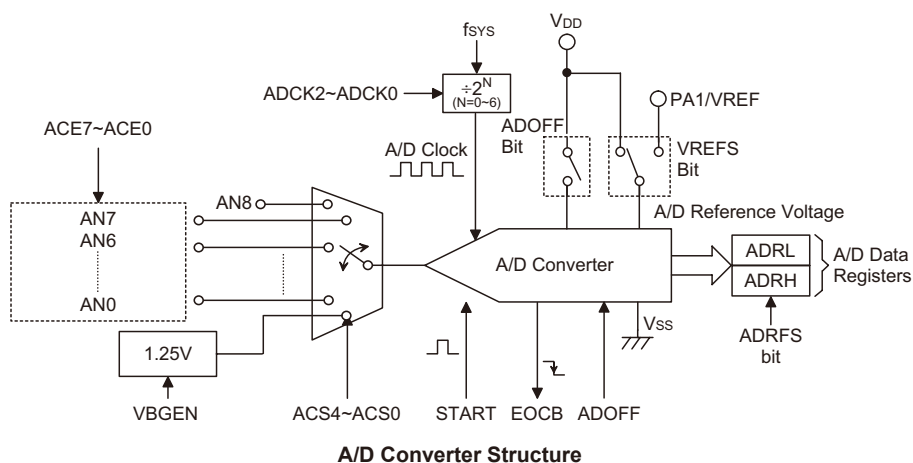 VDD
fSYS
÷2N
(N=0~6)
ADCK2~ADCK0
PA1/VREF
ADOFF
Bit
VREFS
Bit
ACE7~ACE0
A/D Clock
AN8
AN7
AN6
AN0
A/D Reference Voltage
A/D Converter
ADRL
ADRH
A/D Data
Registers
VSS
1.25V
ADRFS
bit
VBGEN
ACS4~ACS0
START
EOCB
ADOFF
A/D Converter Structure